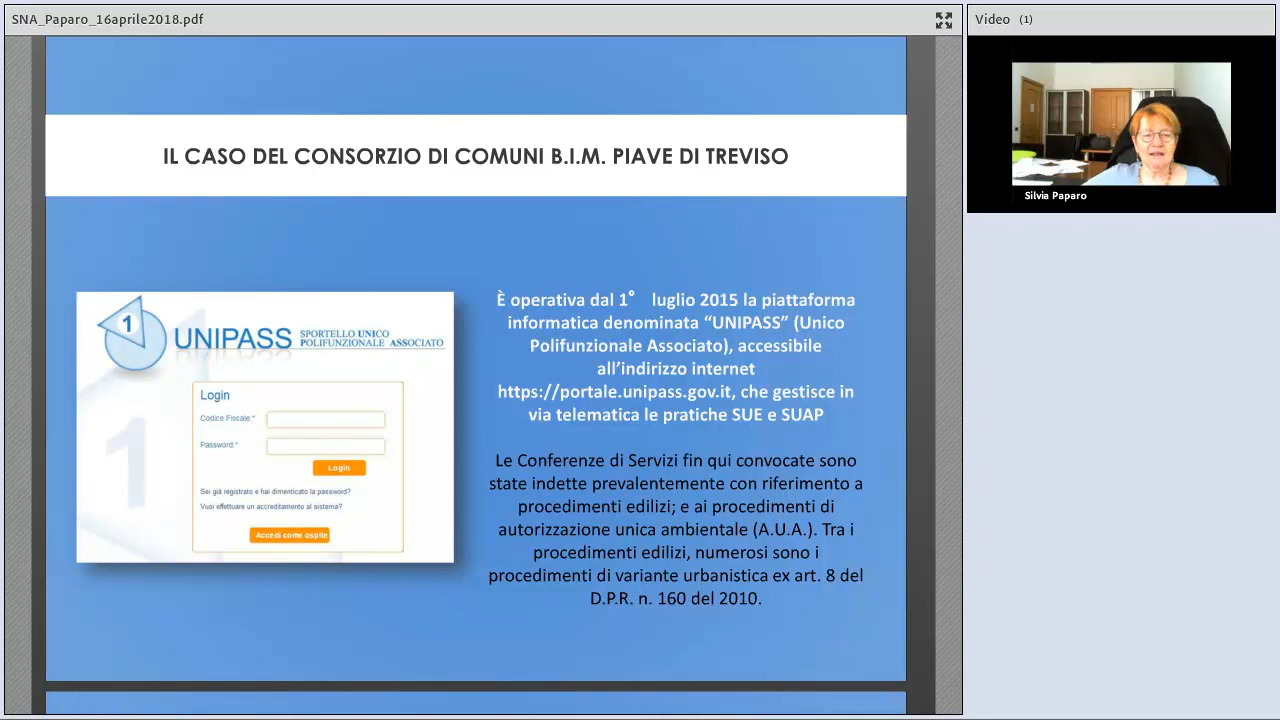 SNA_Paparo_16aprile2018.pdf
Video (1)
Silvia Paparo
IL CASO DEL CONSORZIO DI COMUNI B.I.M. PIAVE DI TREVISO
1
UNIPASS SPORTELLO UNICO
POLIFUNZIONALE ASSOCIATO
1
Login
Codice Fiscale:*
Password:*
Login
Sei già registrato e hai dimenticato la password?
Vuoi effettuare un accreditamento al sistema?
Accedi come ospite
È operativa dal 1° luglio 2015 la piattaforma
informatica denominata “UNIPASS” (Unico
Polifunzionale Associato), accessibile
all’indirizzo internet
https://portale.unipass.gov.it, che gestisce in
via telematica le pratiche SUE e SUAP
Le Conferenze di Servizi fin qui convocate sono
state indette prevalentemente con riferimento a
procedimenti edilizi; e ai procedimenti di
autorizzazione unica ambientale (A.U.A.). Tra i
procedimenti edilizi, numerosi sono i
procedimenti di variante urbanistica ex art. 8 del
D.P.R. n. 160 del 2010.